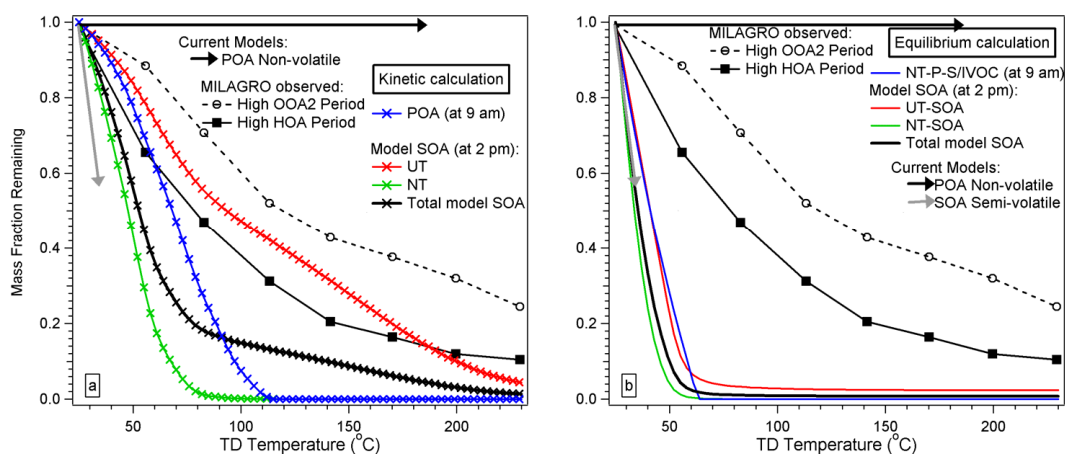 1.0
0.8
0.6
0.4
0.2
0.0
Mass Fraction Remaining
50
100
150
200
TD Temperature (°C)
a
Current Models:
POA Non-volatile
MILAGRO observed:
High OOA2 Period
High HOA Period
Kinetic calculation
POA (at 9 am)
Model SOA (at 2 pm):
UT
NT
Total model SOA
1.0
0.8
0.6
0.4
0.2
0.0
50
100
150
200
TD Temperature (°C)
b
MILAGRO observed:
High OOA2 Period
High HOA Period
Equilibrium calculation
NT-P-S/IVOC (at 9 am)
Model SOA (at 2 pm):
UT-SOA
NT-SOA
Total model SOA
Current Models:
POA Non-volatile
SOA Semi-volatile